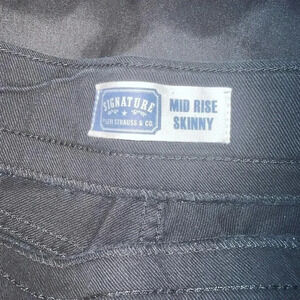 SIGNATURE
LEVI STRAUSS & CO.
MID RISE
SKINNY